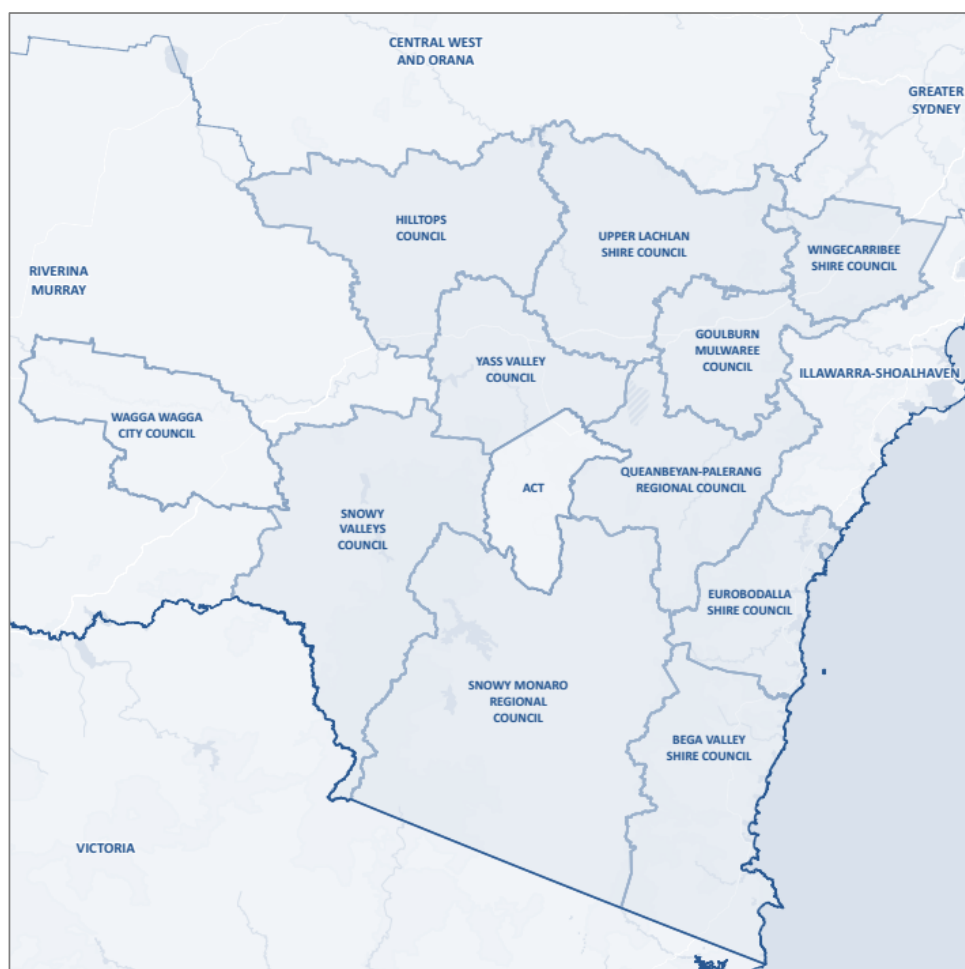 CENTRAL WEST
AND ORANA
GREATER
SYDNEY
HILLTOPS
COUNCIL
UPPER LACHLAN
SHIRE COUNCIL
WINGECARRIBEE
SHIRE COUNCIL
RIVERINA
MURRAY
GOULBURN
MULWAREE
COUNCIL
YASS VALLEY
COUNCIL
ILLAWARRA-SHOALHAVEN
WAGGA WAGGA
CITY COUNCIL
QUEANBEYAN-PALERANG
REGIONAL COUNCIL
ACT
SNOWY
VALLEYS
COUNCIL
EUROBODALLA
SHIRE COUNCIL
SNOWY MONARO
REGIONAL
COUNCIL
BEGA VALLEY
SHIRE COUNCIL
VICTORIA